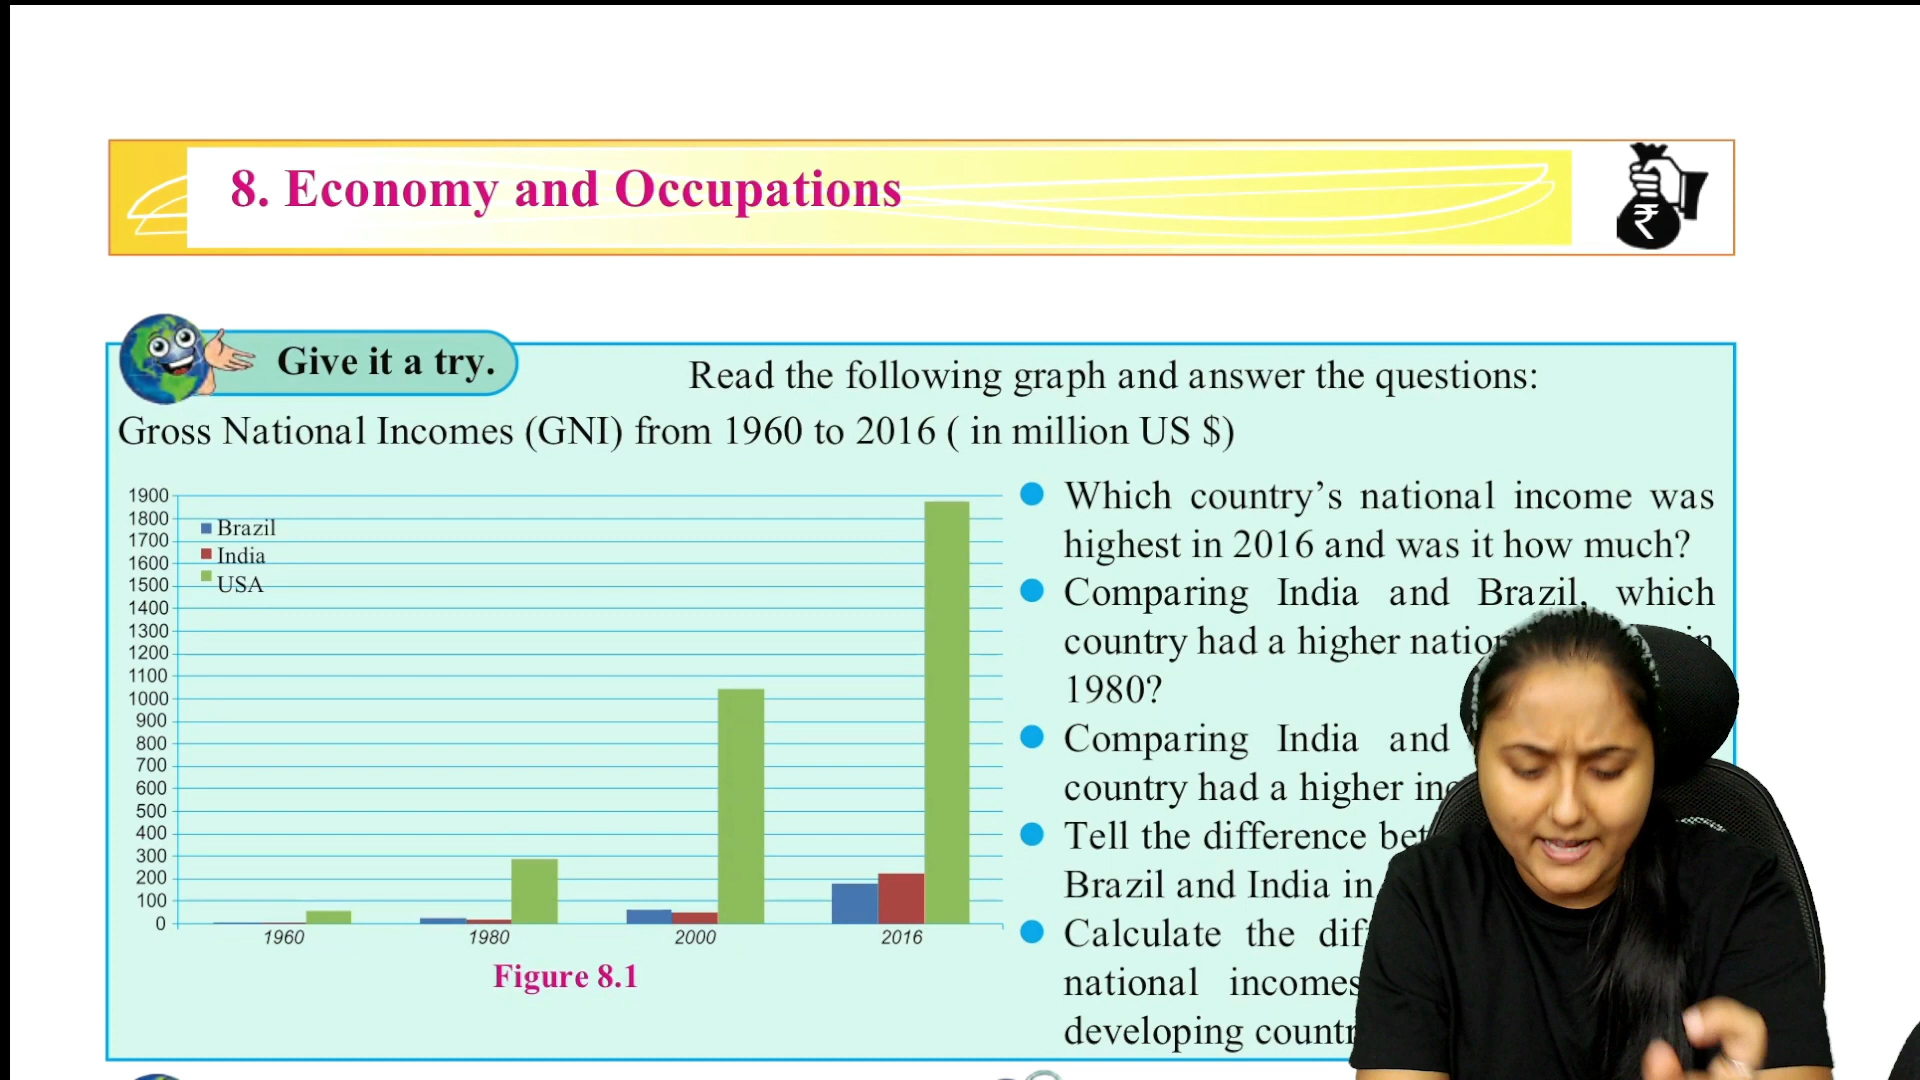 8. Economy and Occupations
₹
Give it a try.
Read the following graph and answer the questions:
Gross National Incomes (GNI) from 1960 to 2016 ( in million US $)
1900
1800
1700
1600
1500
1400
1300
1200
1100
1000
900
800
700
600
500
400
300
200
100
0
Brazil
India
USA
1960 1980 2000 2016
Figure 8.1
Which country’s national income was
highest in 2016 and was it how much?
Comparing India and Brazil, which
country had a higher in
1980?
Comparing India and
country had a higher
Tell the difference
Brazil and India in
Calculate the
national incomes
developing